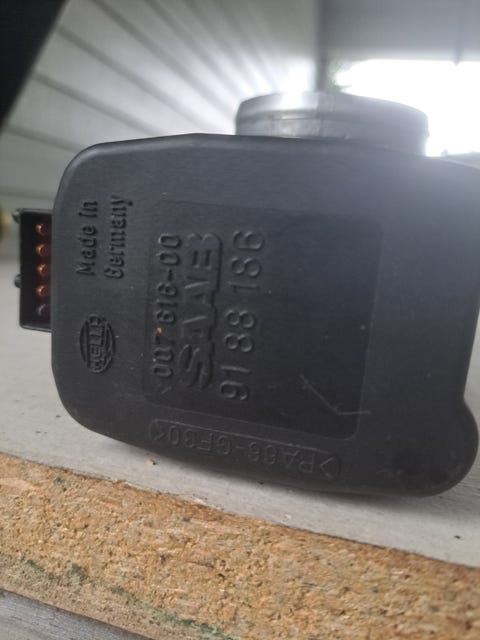 Made in
Germany
HELLA
007 616-00
SAAB
91 88 186
>PA66-GF30<